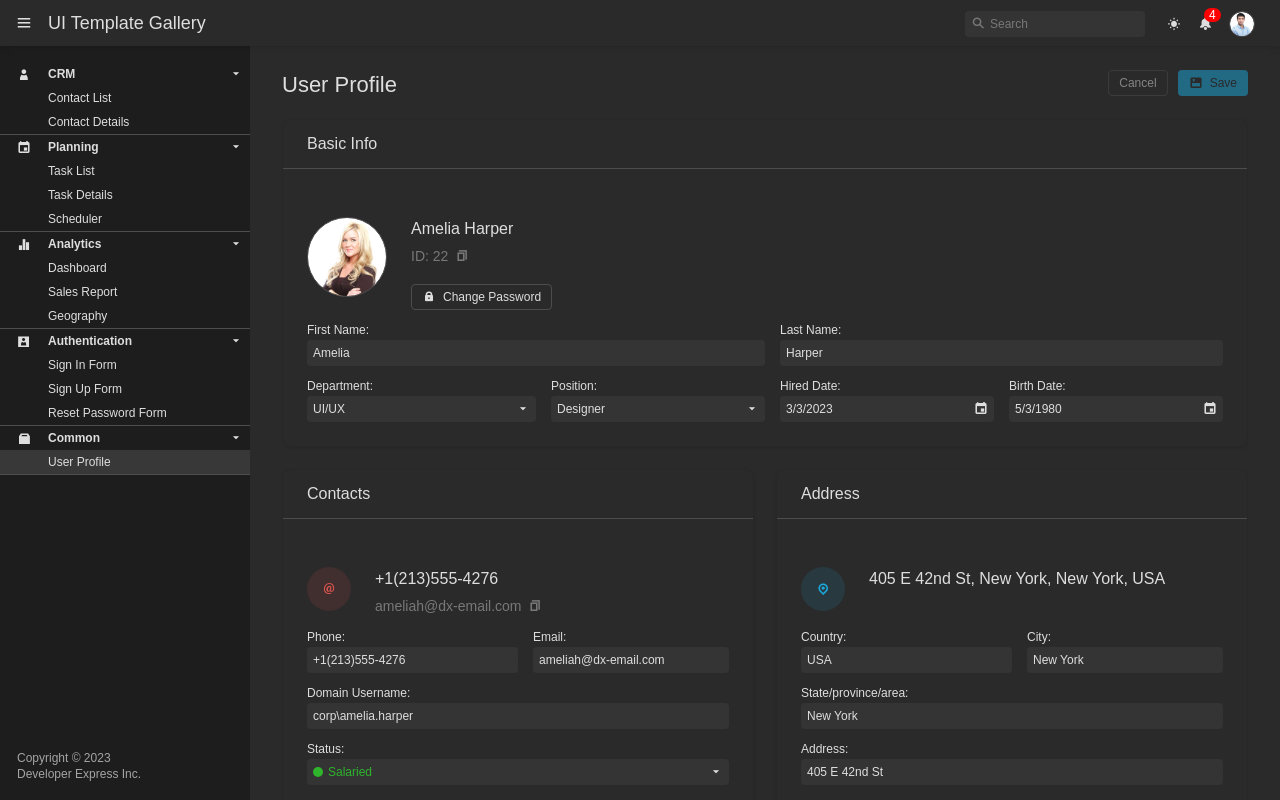 UI Template Gallery
Search
4
CRM
Contact List
Contact Details
Planning
Task List
Task Details
Scheduler
Analytics
Dashboard
Sales Report
Geography
Authentication
Sign In Form
Sign Up Form
Reset Password Form
Common
User Profile
Copyright © 2023
Developer Express Inc.
User Profile
Cancel
Save
Basic Info
Amelia Harper
ID: 22
Change Password
First Name:
Last Name:
Amelia
Harper
Department:
Position:
Hired Date:
Birth Date:
UI/UX
Designer
3/3/2023
5/3/1980
Contacts
@
+1(213)555-4276
ameliah@dx-email.com
Phone:
Email:
+1(213)555-4276
ameliah@dx-email.com
Domain Username:
corp\amelia.harper
Status:
Salaried
Address
405 E 42nd St, New York, New York, USA
Country:
City:
USA
New York
State/province/area:
New York
Address:
405 E 42nd St